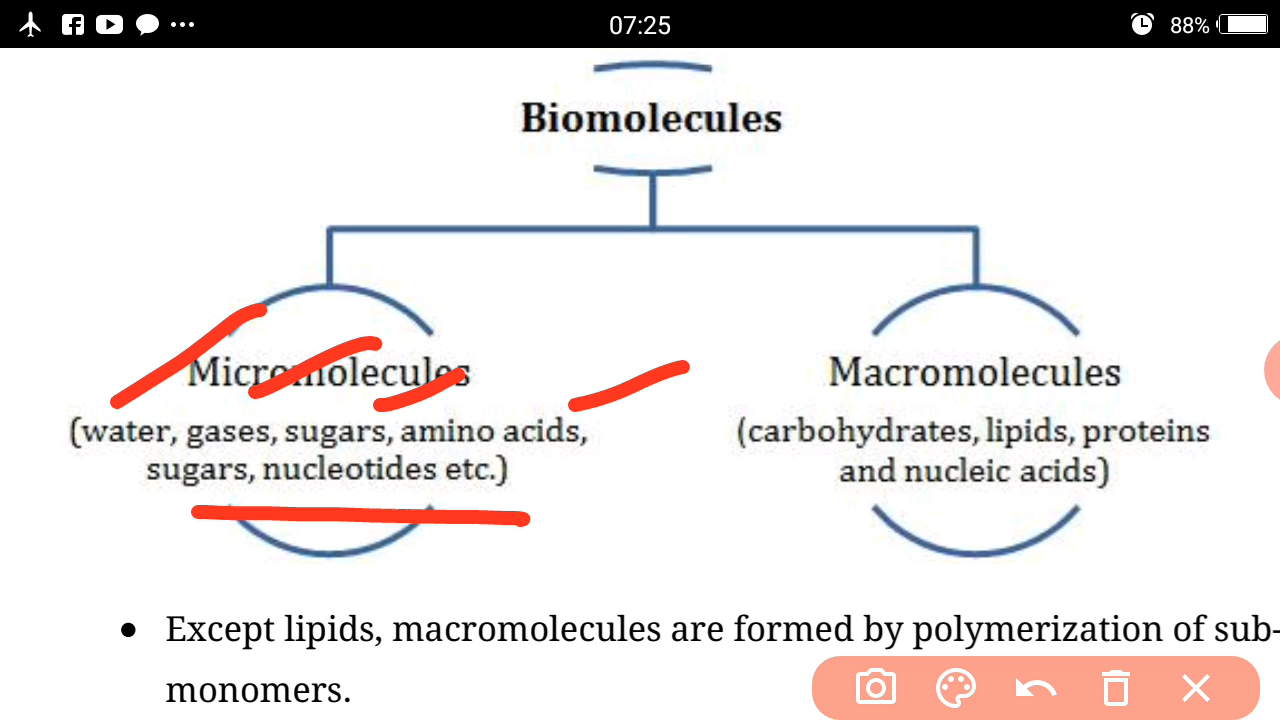 07:25
88%
Biomolecules
Micromolecules
(water, gases, sugars, amino acids,
sugars, nucleotides etc.)
Macromolecules
(carbohydrates, lipids, proteins
and nucleic acids)
• Except lipids, macromolecules are formed by polymerization of sub-
monomers.